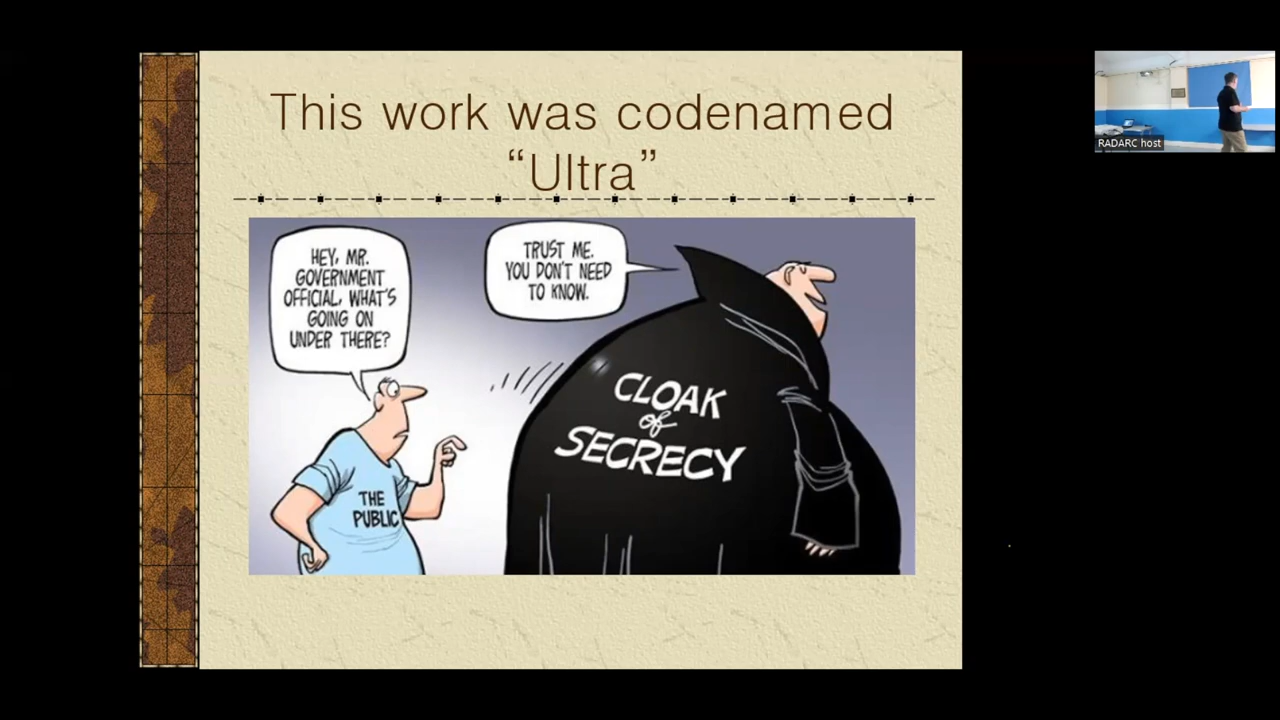 This work was codenamed
“Ultra”
HEY, MR.
GOVERNMENT
OFFICIAL, WHAT'S
GOING ON
UNDER THERE?
TRUST ME.
YOU DON'T NEED
TO KNOW.
CLOAK
of
SECRECY
THE
PUBLIC
RADARC host